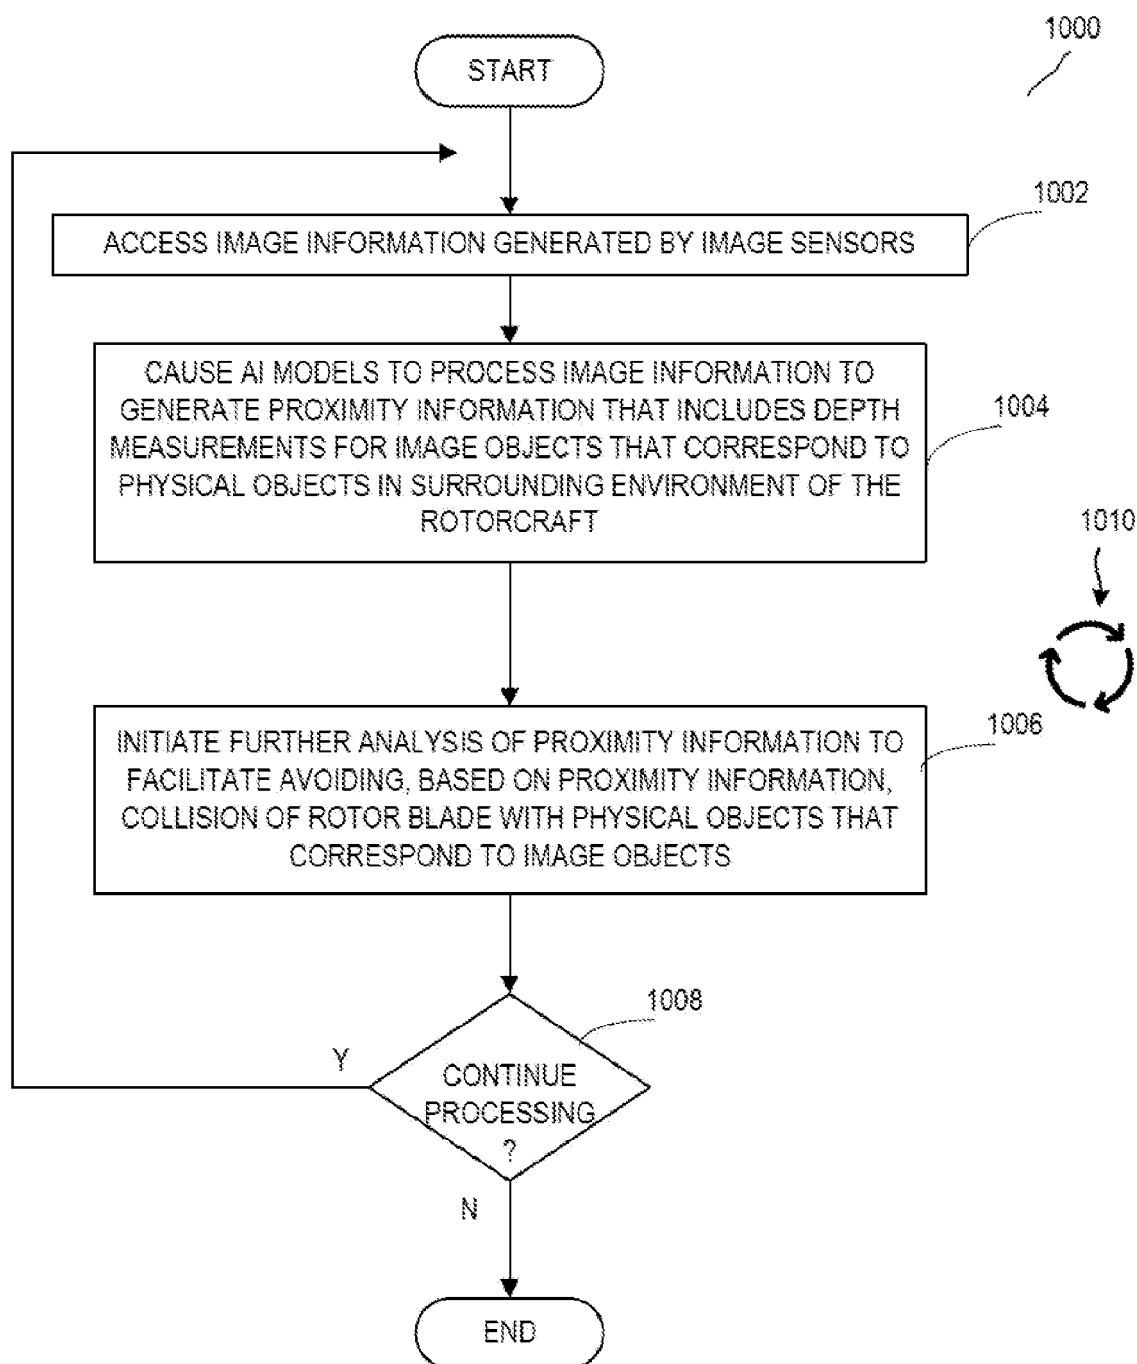 1000
START
1002
ACCESS IMAGE INFORMATION GENERATED BY IMAGE SENSORS
CAUSE AI MODELS TO PROCESS IMAGE INFORMATION TO
GENERATE PROXIMITY INFORMATION THAT INCLUDES DEPTH
MEASUREMENTS FOR IMAGE OBJECTS THAT CORRESPOND TO
PHYSICAL OBJECTS IN SURROUNDING ENVIRONMENT OF THE
ROTORCRAFT
1004
1010
1006
INITIATE FURTHER ANALYSIS OF PROXIMITY INFORMATION TO
FACILITATE AVOIDING, BASED ON PROXIMITY INFORMATION,
COLLISION OF ROTOR BLADE WITH PHYSICAL OBJECTS THAT
CORRESPOND TO IMAGE OBJECTS
1008
Y
CONTINUE
PROCESSING
?
N
END